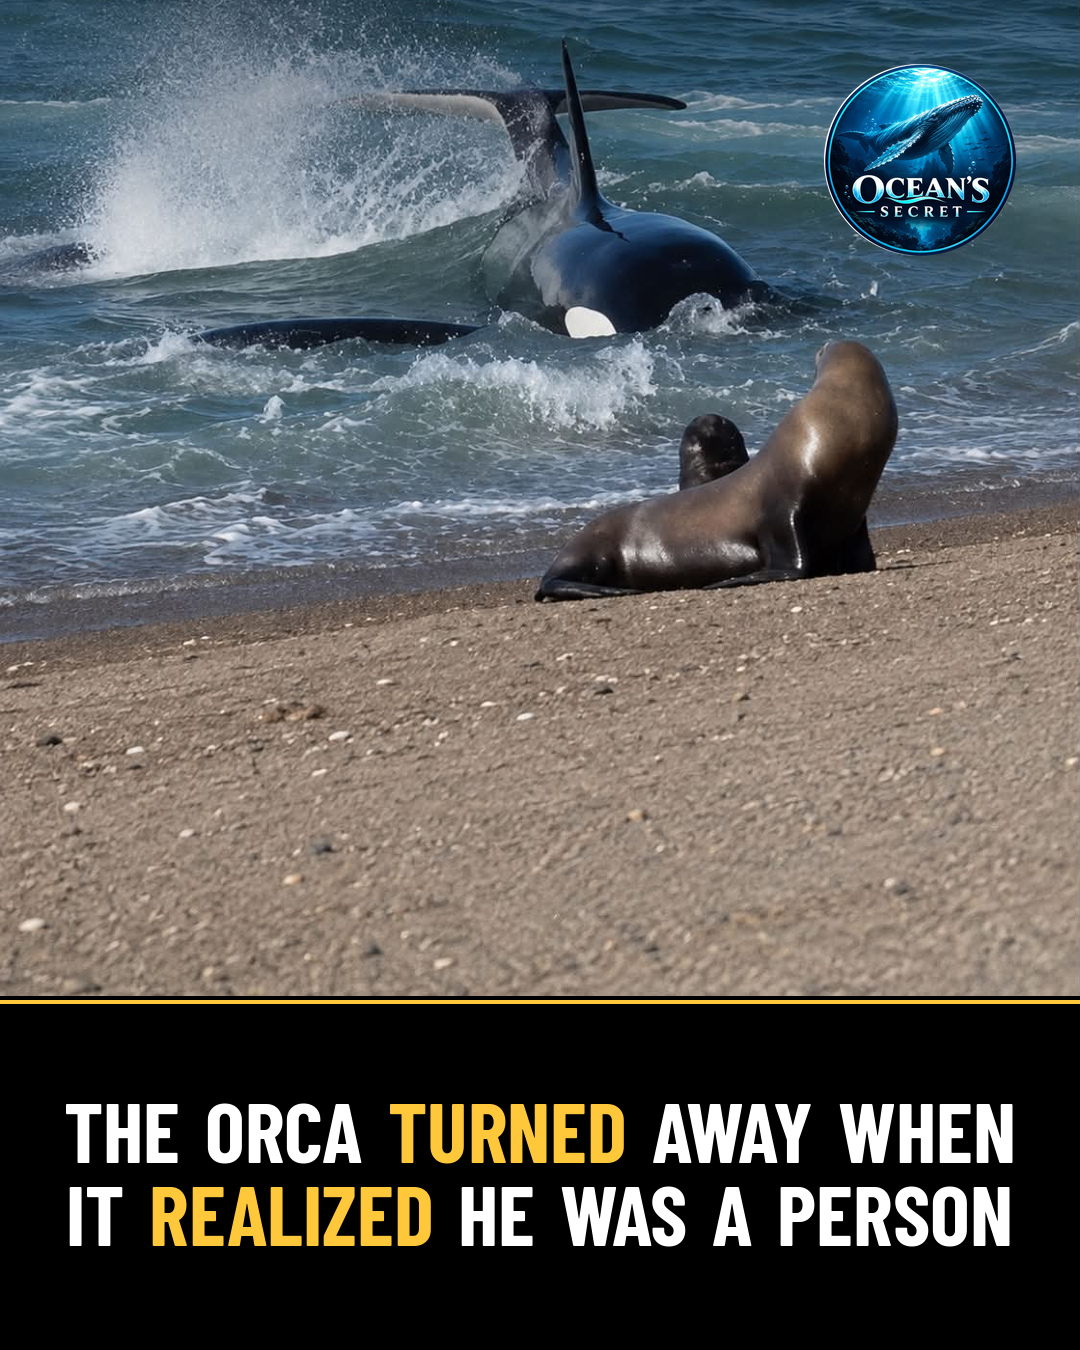 OCEAN'S
SECRET
THE ORCA TURNED AWAY WHEN
IT REALIZED HE WAS A PERSON